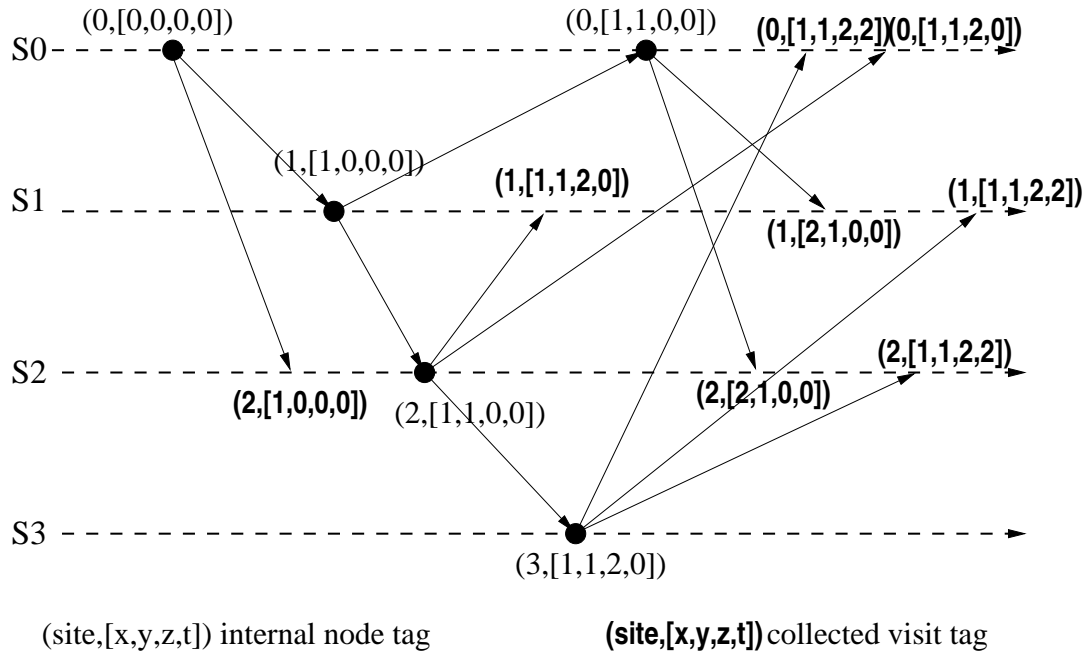 (0,[0,0,0,0])
(0,[1,1,0,0])
(0,[1,1,2,2])
(0,[1,1,2,0])
S0
(1,[1,0,0,0])
(1,[1,1,2,0])
(1,[1,1,2,2])
S1
(1,[2,1,0,0])
(2,[1,1,2,2])
S2
(2,[1,0,0,0])
(2,[1,1,0,0])
(2,[2,1,0,0])
S3
(3,[1,1,2,0])
(site,[x,y,z,t]) internal node tag
(site,[x,y,z,t]) collected visit tag